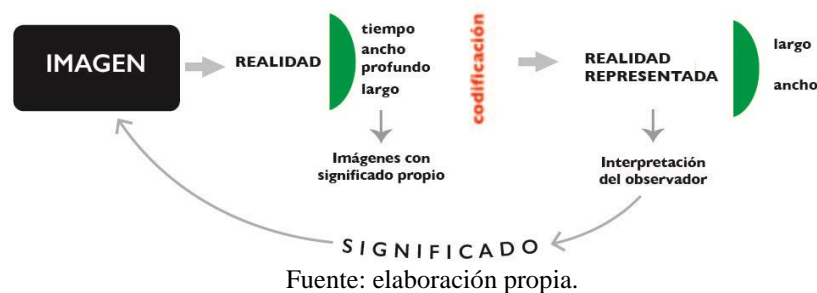 IMAGEN
REALIDAD
tiempo
ancho
profundo
largo
Imágenes con
significado propio
codificación
REALIDAD
REPRESENTADA
largo
ancho
Interpretación
del observador
SIGNIFICADO
Fuente: elaboración propia.